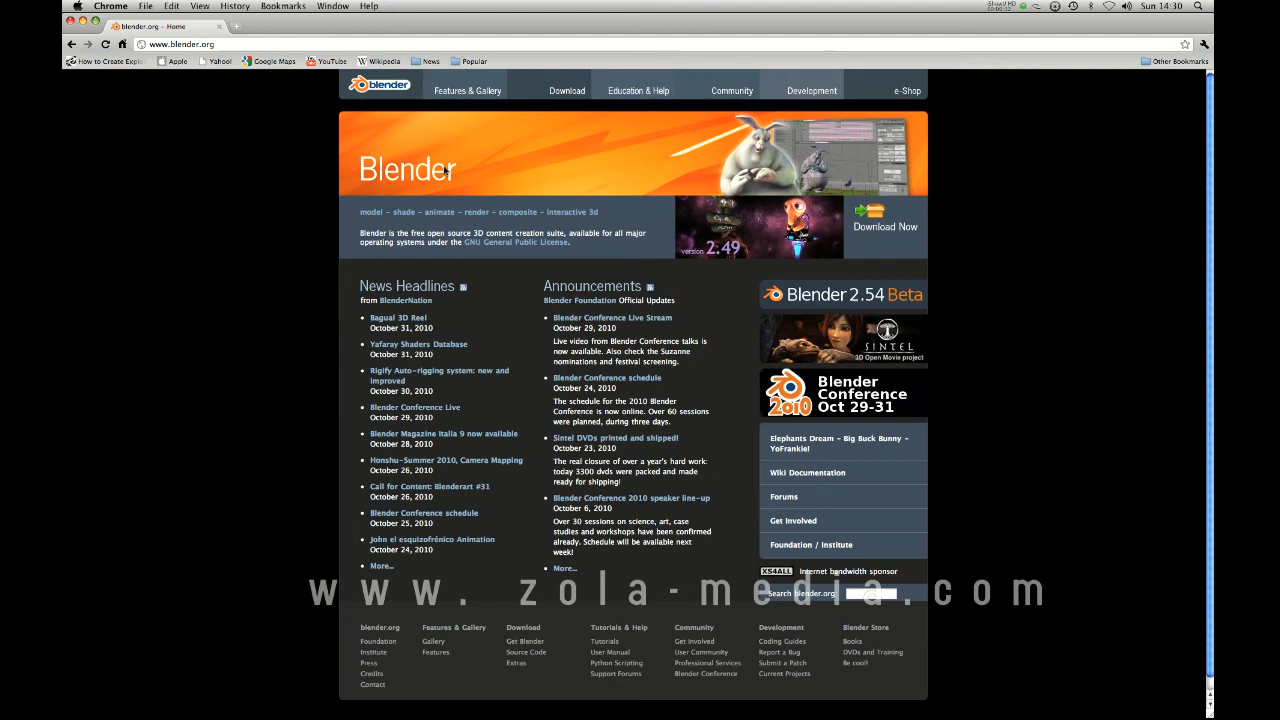 Chrome File Edit View History Bookmarks Window Help
Sun 14:30
blender.org - Home
www.blender.org
How to Create Explo Apple Yahoo! Google Maps YouTube Wikipedia News Popular Other Bookmarks
blender Features & Gallery Download Education & Help Community Development e-Shop
Blender
model - shade - animate - render - composite - interactive 3d
Blender is the free open source 3D content creation suite, available for all major
operating systems under the GNU General Public License.
version 2.49
Download Now
News Headlines
from BlenderNation
Bagual 3D Reel
October 31, 2010
Yafaray Shaders Database
October 31, 2010
Rigify Auto-rigging system: new and
improved
October 30, 2010
Blender Conference Live
October 29, 2010
Blender Magazine Italia 9 now available
October 28, 2010
Honshu-Summer 2010, Camera Mapping
October 26, 2010
Call for Content: Blenderart #31
October 26, 2010
Blender Conference schedule
October 25, 2010
John el esquizofrénico Animation
October 24, 2010
More...
Announcements
Blender Foundation Official Updates
Blender Conference Live Stream
October 29, 2010
Live video from Blender Conference talks is
now available. Also check the Suzanne
nominations and festival screening.
Blender Conference schedule
October 24, 2010
The schedule for the 2010 Blender
Conference is now online. Over 60 sessions
were planned, during three days.
Sintel DVDs printed and shipped!
October 23, 2010
The real closure of over a year's hard work:
today 3300 dvds were packed and made
ready for shipping!
Blender Conference 2010 speaker line-up
October 6, 2010
Over 30 sessions on science, art, case
studies and workshops have been confirmed
already. Schedule will be available next
week!
More...
Blender 2.54 Beta
SINTEL
3D Open Movie project
2010
Blender
Conference
Oct 29-31
Elephants Dream - Big Buck Bunny -
YoFrankie!
Wiki Documentation
Forums
Get Involved
Foundation / Institute
XS4ALL Internet bandwidth sponsor
Search blender.org:
www.zola-media.com
blender.org Features & Gallery Download Tutorials & Help Community Development Blender Store
Foundation Gallery Get Blender Tutorials Get Involved Coding Guides Books
Institute Features Source Code User Manual User Community Report a Bug DVDs and Training
Press Extras Python Scripting Professional Services Submit a Patch Be cool!
Credits Support Forums Blender Conference Current Projects
Contact